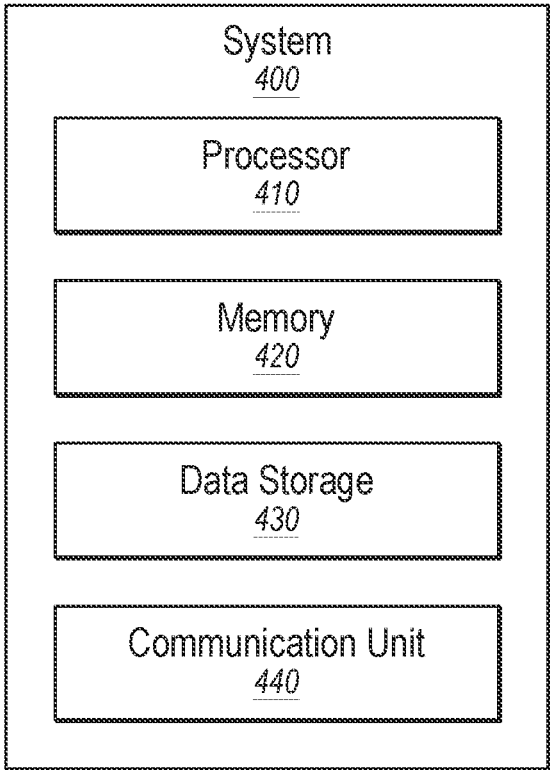 System
400
Processor
410
Memory
420
Data Storage
430
Communication Unit
440